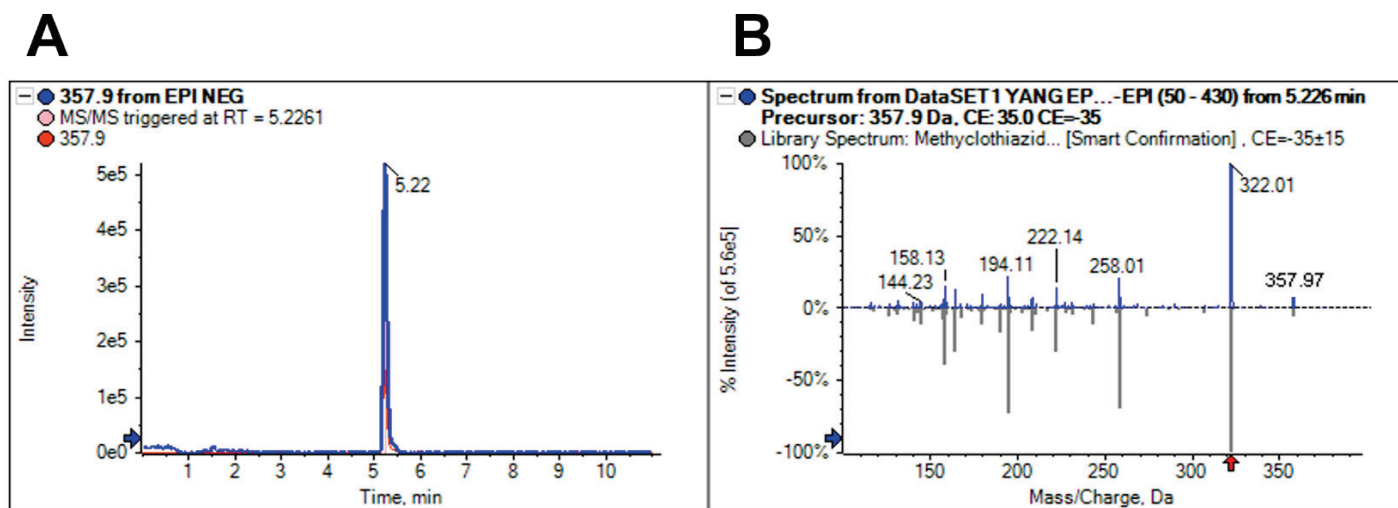 A
B
357.9 from EPI NEG
MS/MS triggered at RT = 5.2261
357.9
5e5
4e5
3e5
2e5
1e5
0e0
Intensity
5.22
1 2 3 4 5 6 7 8 9 10
Time, min
Spectrum from DataSET1 YANG EP...-EPI (50 - 430) from 5.226 min
Precursor: 357.9 Da, CE: 35.0 CE=-35
Library Spectrum: Methyclothiazid... [Smart Confirmation] , CE=-35±15
100%
50%
0%
-50%
-100%
% Intensity [of 5.6e5]
322.01
222.14
158.13
194.11
258.01
144.23
357.97
150 200 250 300 350
Mass/Charge, Da